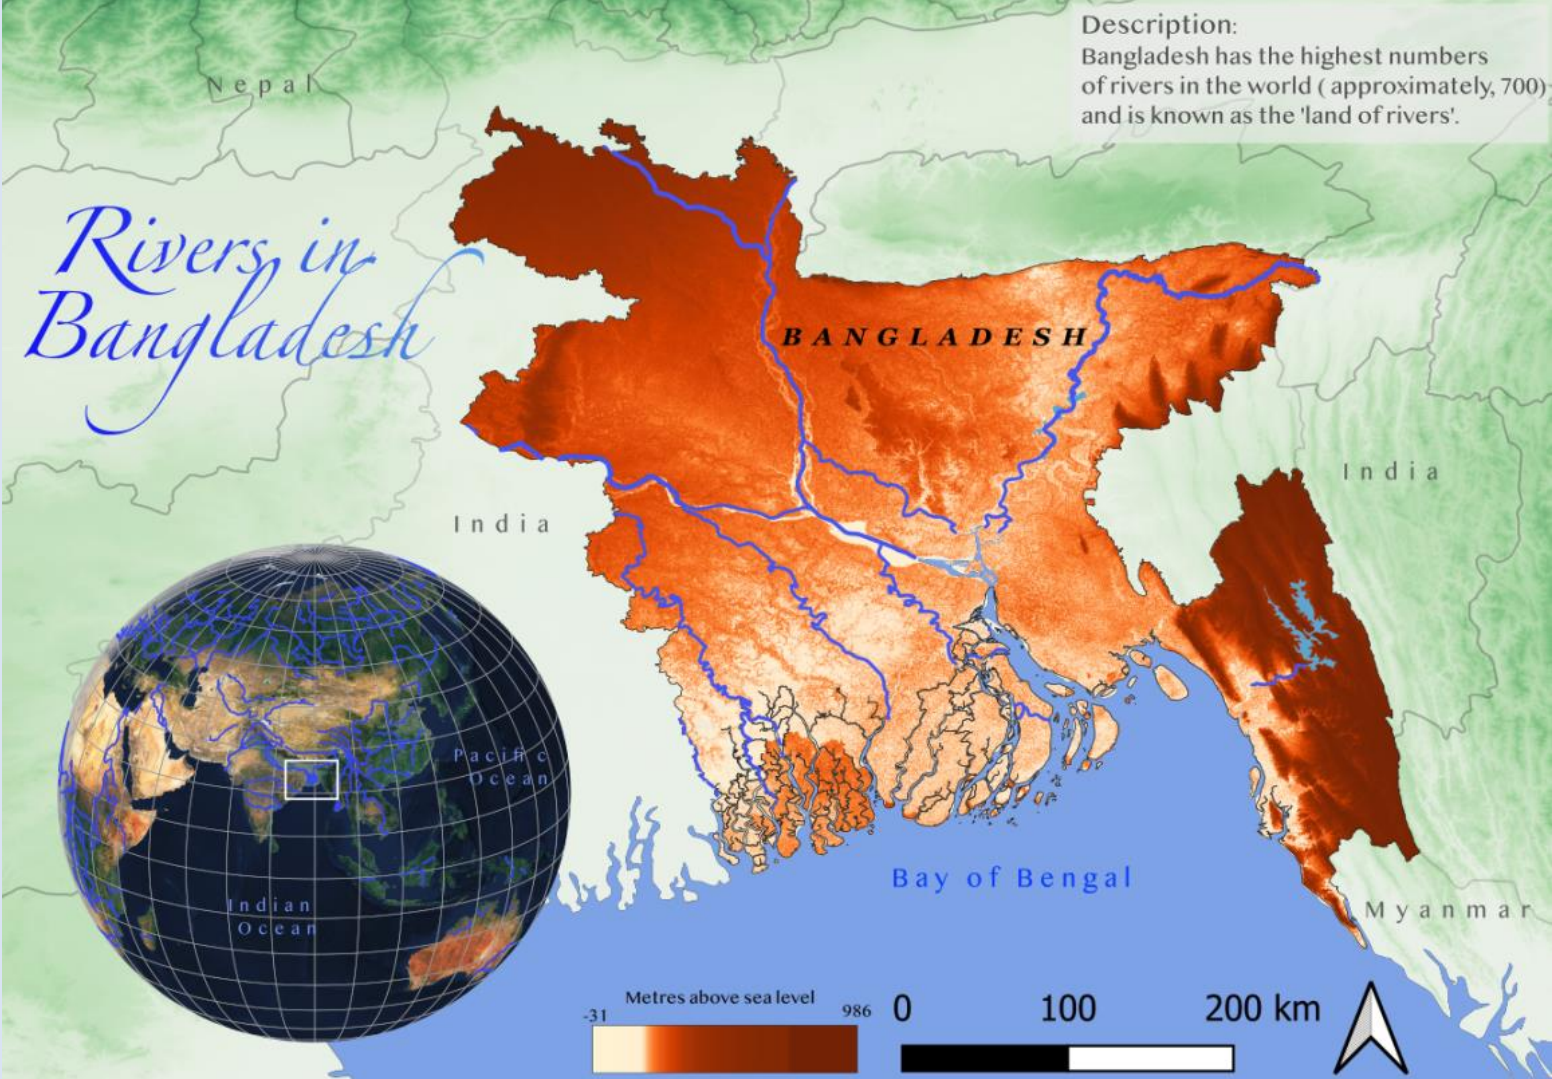 Description:
Bangladesh has the highest numbers
of rivers in the world ( approximately, 700)
and is known as the 'land of rivers'.
Nepal
Rivers in
Bangladesh
BANGLADESH
India
India
Pacific
Ocean
Indian
Ocean
Bay of Bengal
Myanmar
Metres above sea level
-31 986
0 100 200 km